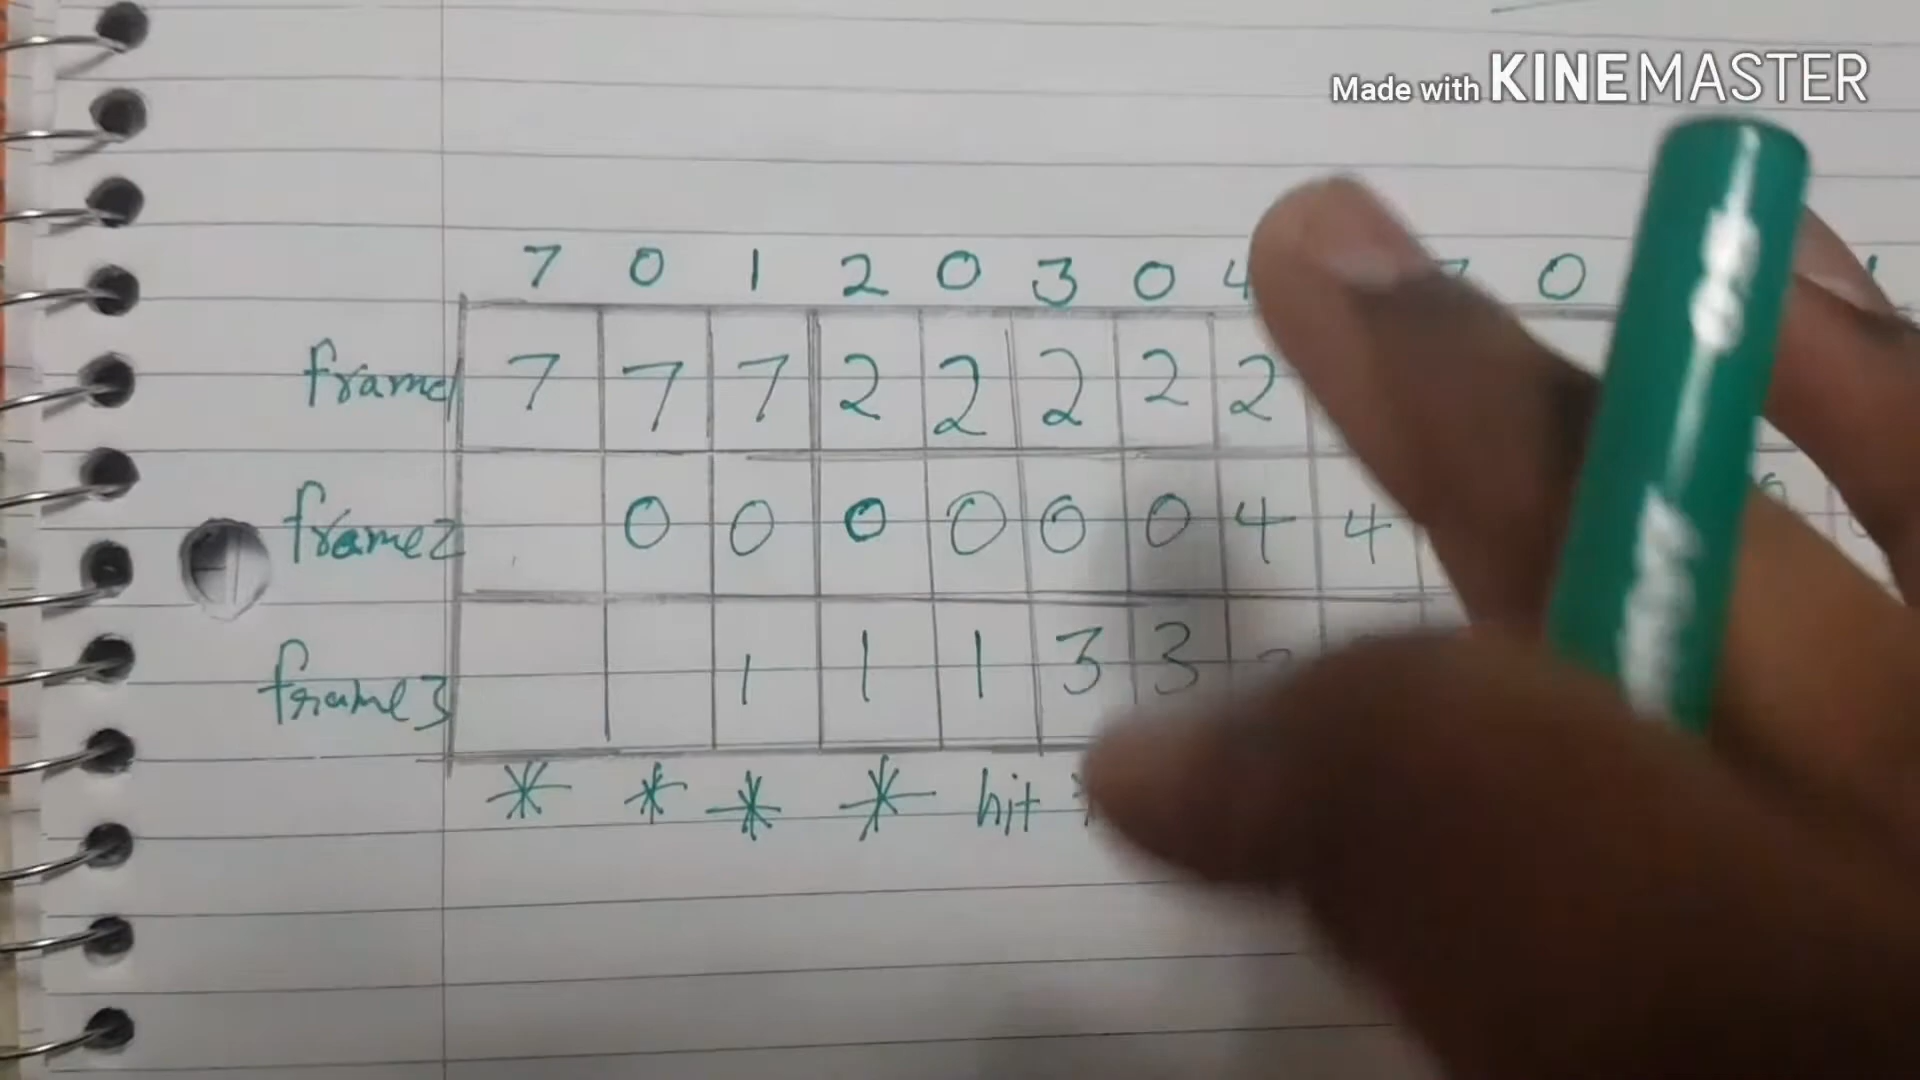 Made with KINEMASTER
7 0 1 2 0 3 0 4 0
frame1 7 7 7 2 2 2 2 2
frame2 0 0 0 0 0 0 4 4
frame3 1 1 1 3 3
* * * * hit